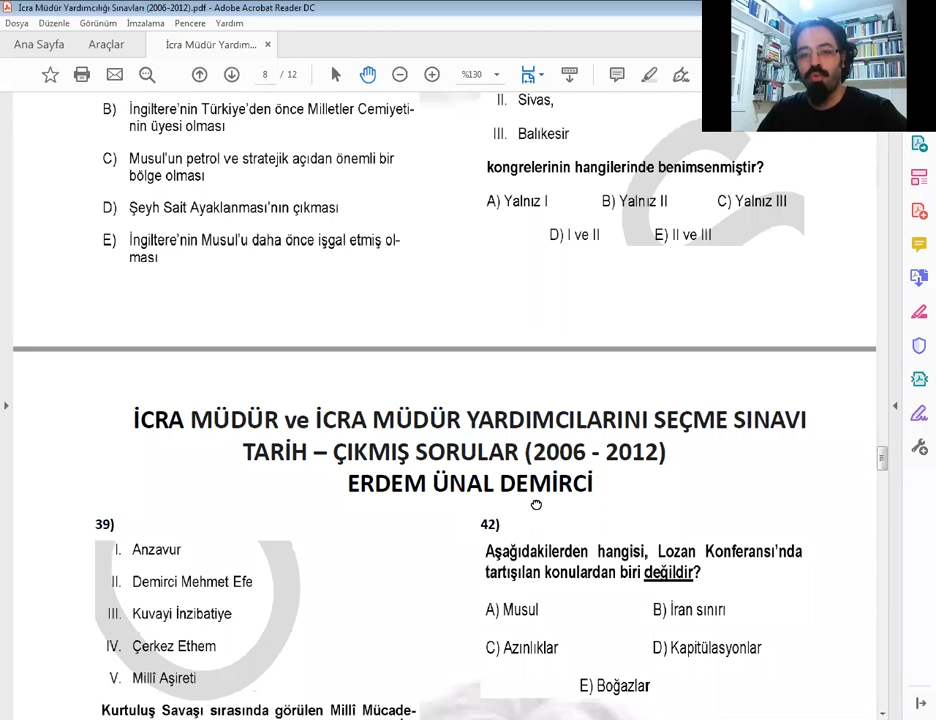 İcra Müdür Yardımcılığı Sınavları (2006-2012).pdf - Adobe Acrobat Reader DC
Dosya Düzenle Görünüm İmzalama Pencere Yardım
Ana Sayfa Araçlar İcra Müdür Yardım... ×
8 / 12 %130
B) İngiltere'nin Türkiye'den önce Milletler Cemiyeti-
nin üyesi olması
C) Musul'un petrol ve stratejik açıdan önemli bir
bölge olması
D) Şeyh Sait Ayaklanması'nın çıkması
E) İngiltere'nin Musul'u daha önce işgal etmiş ol-
ması
II. Sivas,
III. Balıkesir
kongrelerinin hangilerinde benimsenmiştir?
A) Yalnız I B) Yalnız II C) Yalnız III
D) I ve II E) II ve III
İCRA MÜDÜR ve İCRA MÜDÜR YARDIMCILARINI SEÇME SINAVI
TARİH – ÇIKMIŞ SORULAR (2006 - 2012)
ERDEM ÜNAL DEMİRCİ
39)
I. Anzavur
II. Demirci Mehmet Efe
III. Kuvayi İnzibatiye
IV. Çerkez Ethem
V. Millî Aşireti
Kurtuluş Savaşı sırasında görülen Millî Mücade-
42)
Aşağıdakilerden hangisi, Lozan Konferansı'nda
tartışılan konulardan biri değildir?
A) Musul B) İran sınırı
C) Azınlıklar D) Kapitülasyonlar
E) Boğazlar